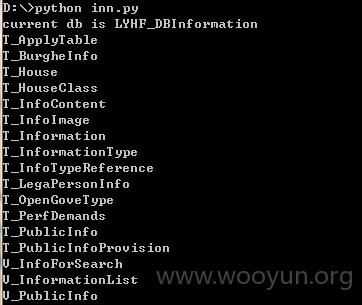 D:\>python inn.py
current db is LYHF_DBInformation
T_ApplyTable
T_BurgheInfo
T_House
T_HouseClass
T_InfoContent
T_InfoImage
T_Information
T_InformationType
T_InfoTypeReference
T_LegaPersonInfo
T_OpenGoveType
T_PerfDemands
T_PublicInfo
T_PublicInfoProvision
V_InfoForSearch
V_InformationList
V_PublicInfo
www.wooyun.org